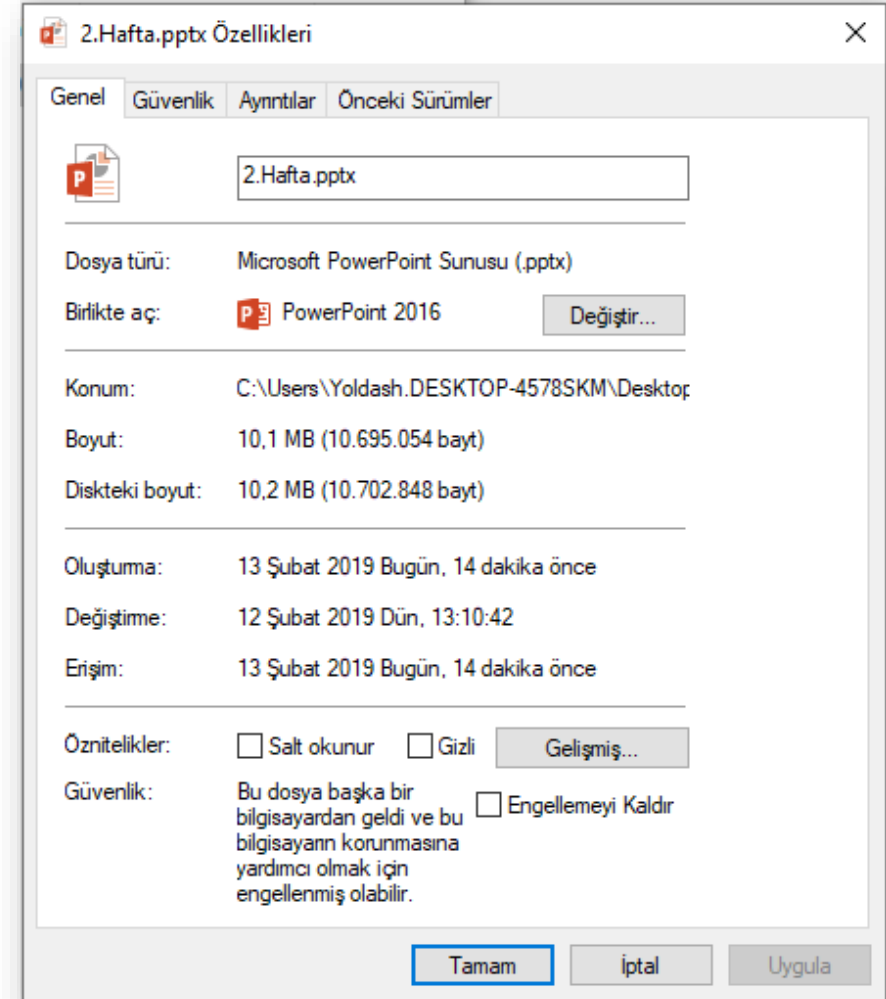 2.Hafta.pptx Özellikleri
Genel Güvenlik Ayrıntılar Önceki Sürümler
2.Hafta.pptx
Dosya türü: Microsoft PowerPoint Sunusu (.pptx)
Birlikte aç: PowerPoint 2016 Değiştir...
Konum: C:\Users\Yoldash.DESKTOP-4578SKM\Desktop
Boyut: 10,1 MB (10.695.054 bayt)
Diskteki boyut: 10,2 MB (10.702.848 bayt)
Oluşturma: 13 Şubat 2019 Bugün, 14 dakika önce
Değiştirme: 12 Şubat 2019 Dün, 13:10:42
Erişim: 13 Şubat 2019 Bugün, 14 dakika önce
Öznitelikler: Salt okunur Gizli Gelişmiş...
Güvenlik: Bu dosya başka bir
bilgisayardan geldi ve bu Engellemeyi Kaldır
bilgisayarın korunmasına
yardımcı olmak için
engellenmiş olabilir.
Tamam İptal Uygula